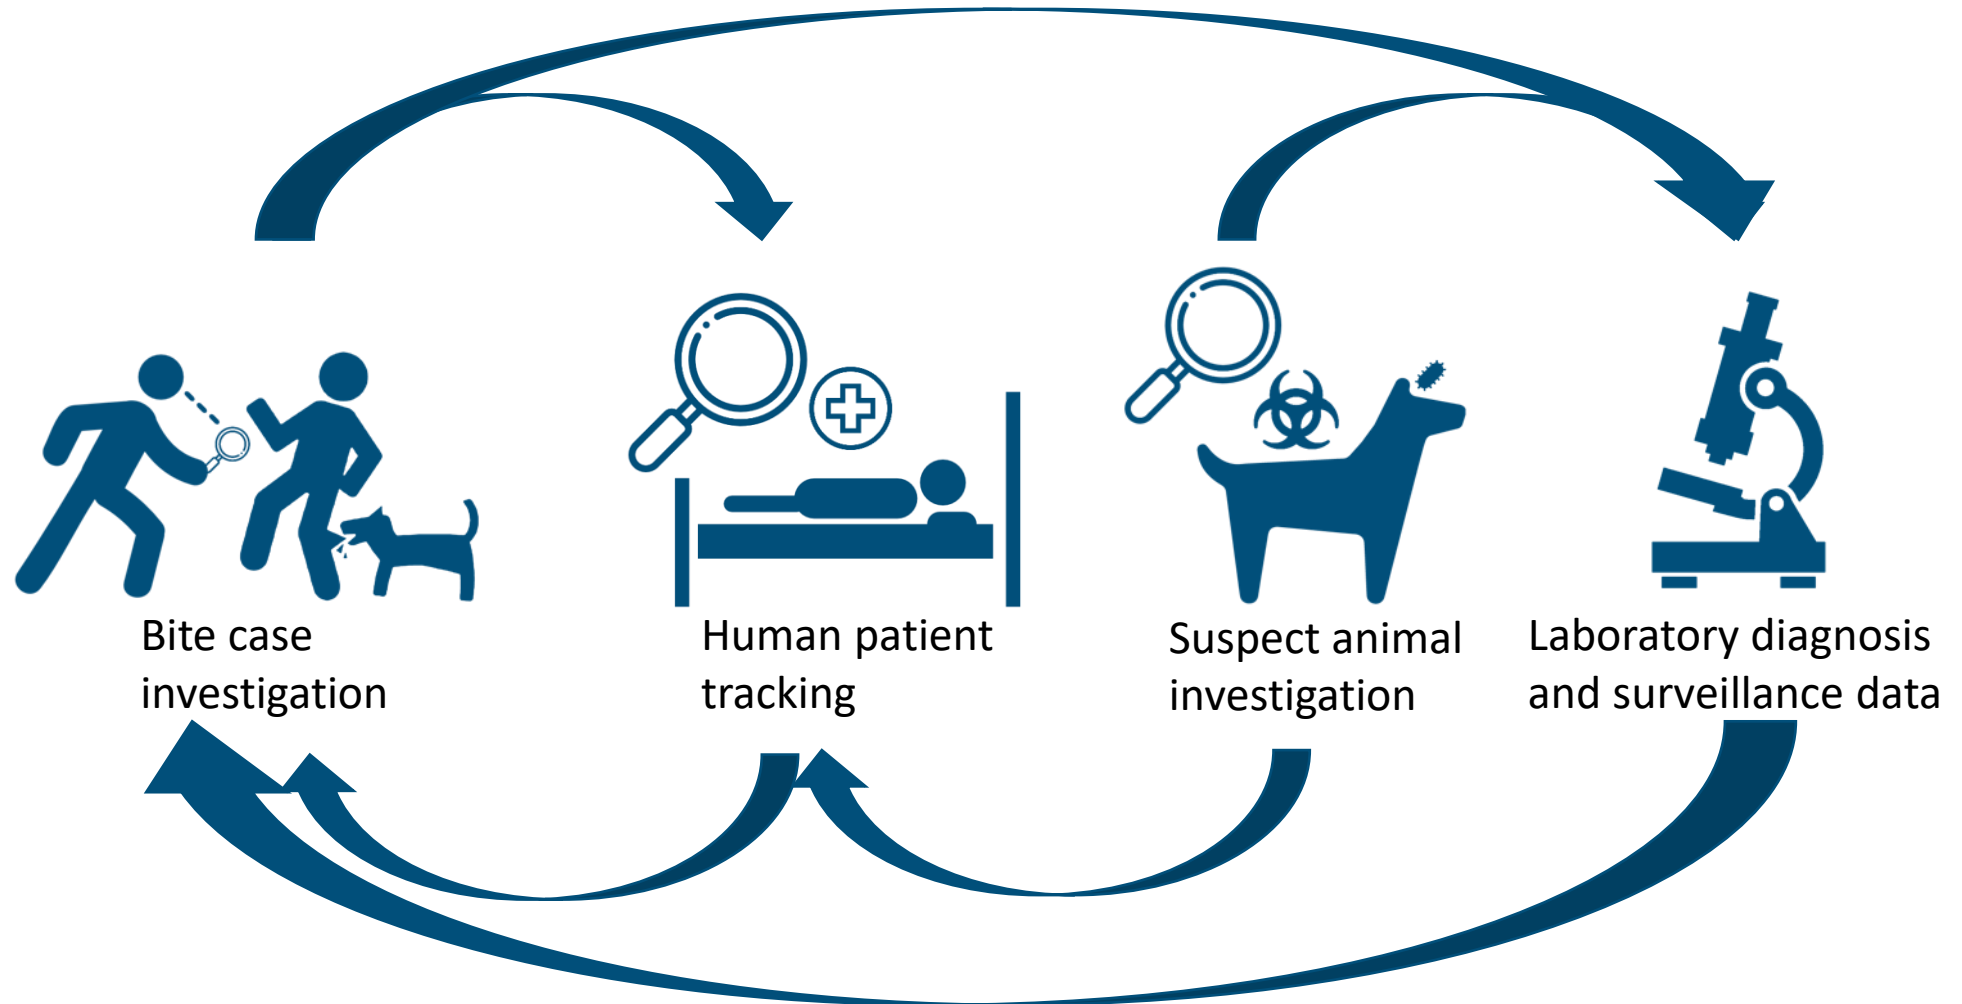 Bite case
investigation
Human patient
tracking
Suspect animal
investigation
Laboratory diagnosis
and surveillance data